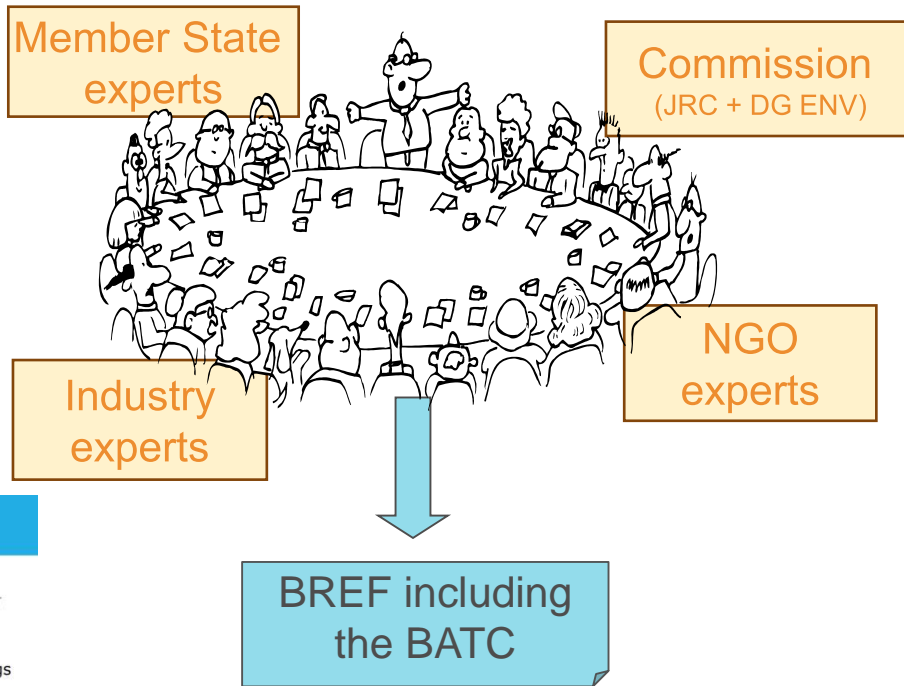 Member State
experts
Commission
(JRC + DG ENV)
NGO
experts
Industry
experts
BREF including
the BATC